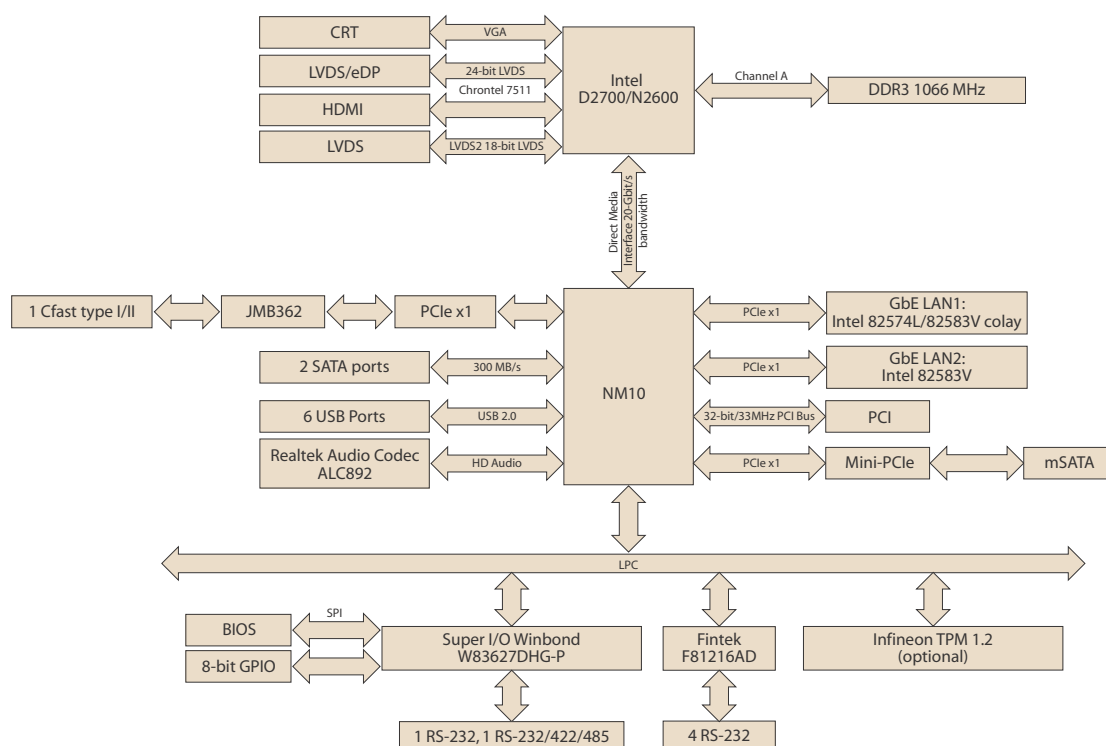 CRT
VGA
LVDS/eDP
24-bit LVDS
Chrontel 7511
HDMI
LVDS
LVDS2 18-bit LVDS
Intel
D2700/N2600
Channel A
DDR3 1066 MHz
Direct Media
Interface 20-Gbit/s
bandwidth
1 Cfast type I/II
JMB362
PCIe x1
NM10
PCIe x1
GbE LAN1:
Intel 82574L/82583V colay
2 SATA ports
300 MB/s
PCIe x1
GbE LAN2:
Intel 82583V
6 USB Ports
USB 2.0
32-bit/33MHz PCI Bus
PCI
Realtek Audio Codec
ALC892
HD Audio
PCIe x1
Mini-PCIe
mSATA
LPC
BIOS
SPI
8-bit GPIO
Super I/O Winbond
W83627DHG-P
Fintek
F81216AD
Infineon TPM 1.2
(optional)
1 RS-232, 1 RS-232/422/485
4 RS-232